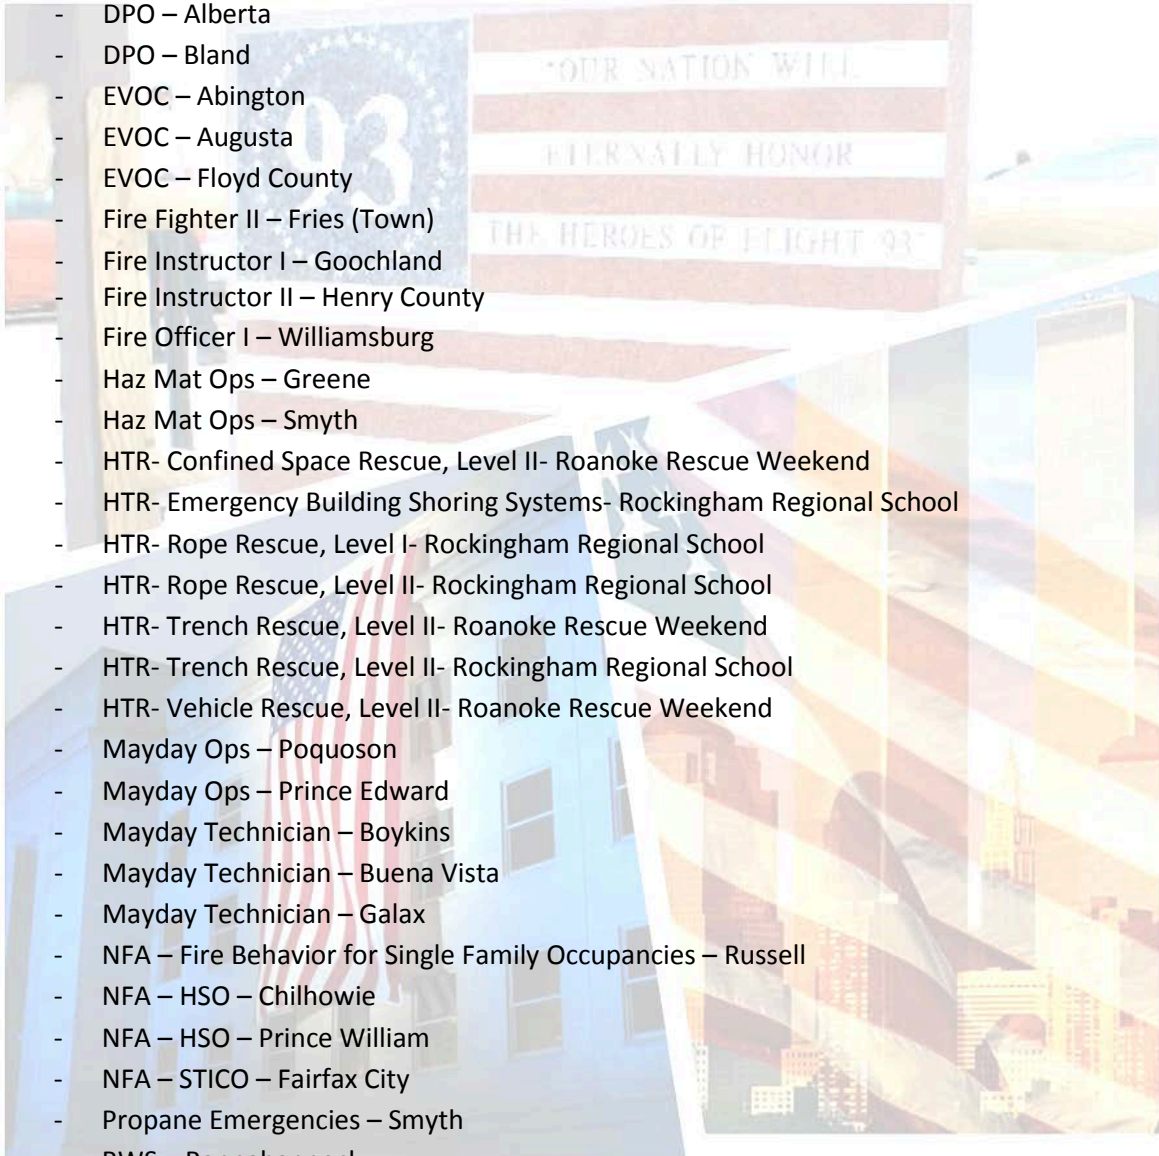 - DPO – Alberta
- DPO – Bland
- EVOC – Abington
- EVOC – Augusta
- EVOC – Floyd County
- Fire Fighter II – Fries (Town)
- Fire Instructor I – Goochland
- Fire Instructor II – Henry County
- Fire Officer I – Williamsburg
- Haz Mat Ops – Greene
- Haz Mat Ops – Smyth
- HTR- Confined Space Rescue, Level II- Roanoke Rescue Weekend
- HTR- Emergency Building Shoring Systems- Rockingham Regional School
- HTR- Rope Rescue, Level I- Rockingham Regional School
- HTR- Rope Rescue, Level II- Rockingham Regional School
- HTR- Trench Rescue, Level II- Roanoke Rescue Weekend
- HTR- Trench Rescue, Level II- Rockingham Regional School
- HTR- Vehicle Rescue, Level II- Roanoke Rescue Weekend
- Mayday Ops – Poquoson
- Mayday Ops – Prince Edward
- Mayday Technician – Boykins
- Mayday Technician – Buena Vista
- Mayday Technician – Galax
- NFA – Fire Behavior for Single Family Occupancies – Russell
- NFA – HSO – Chilhowie
- NFA – HSO – Prince William
- NFA – STICO – Fairfax City
- Propane Emergencies – Smyth
93
"OUR NATION WILL
ETERNALLY HONOR
THE HEROES OF FLIGHT 93"